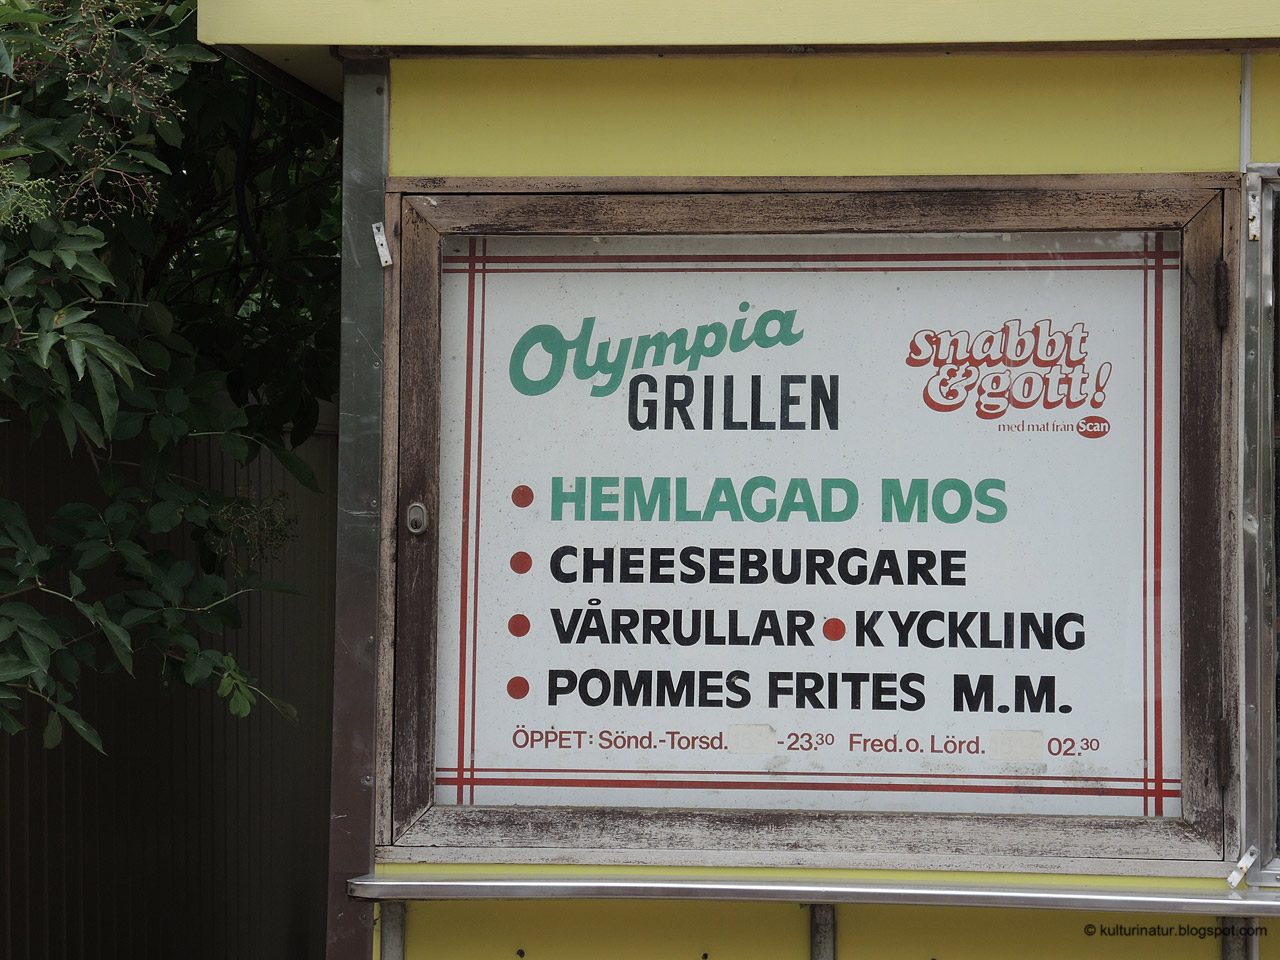 Olympia
GRILLEN
snabbt
& gott!
med mat från Scan
• HEMLAGAD MOS
• CHEESEBURGARE
• VÅRRULLAR • KYCKLING
• POMMES FRITES M.M.
ÖPPET: Sönd.-Torsd. -23.30 Fred. o. Lörd. 02.30
© kulturinatur.blogspot.com